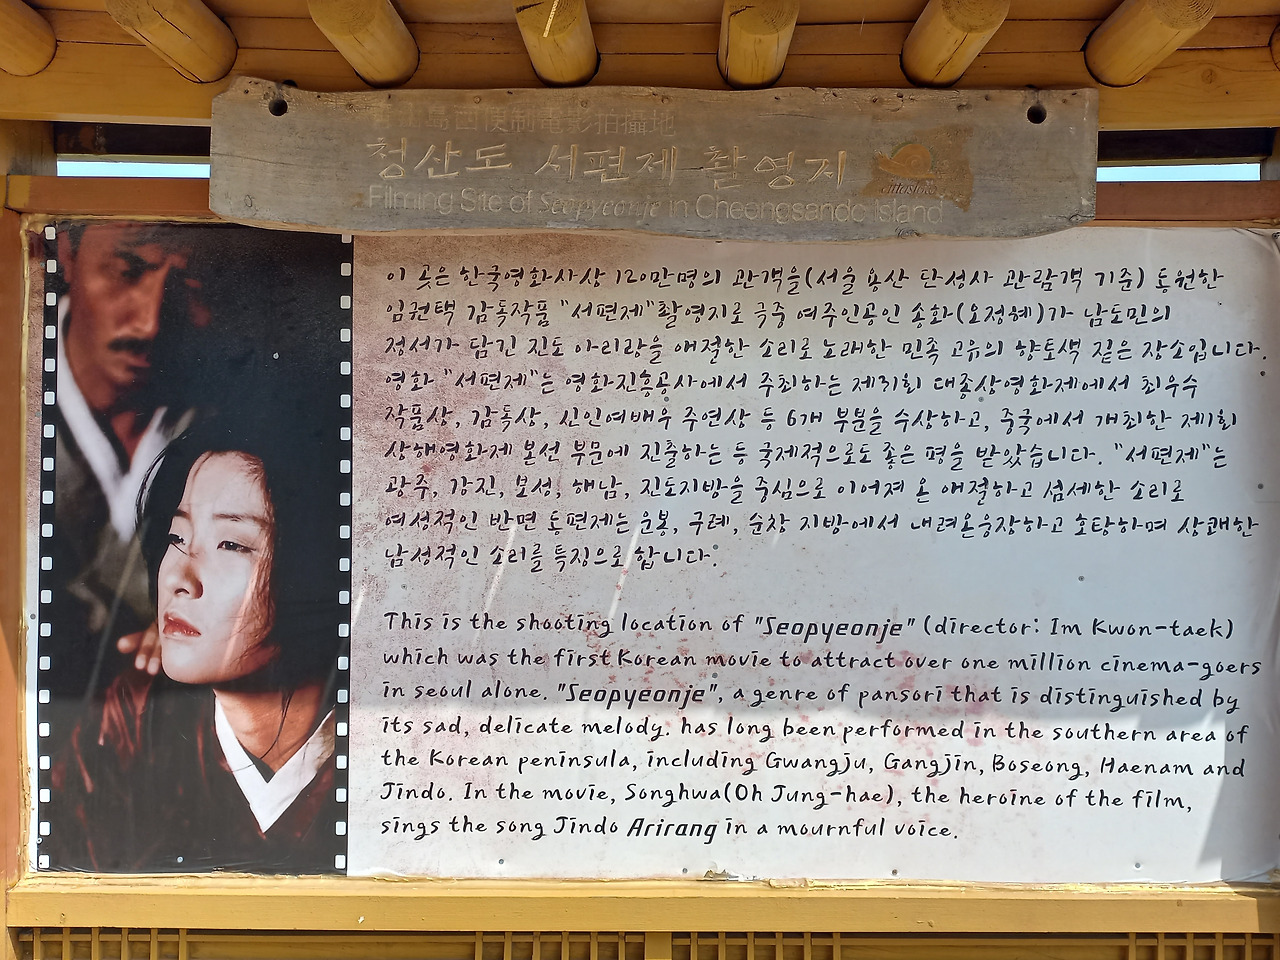 青山島西便制電影拍攝地
청산도 서편제 촬영지
cittaslow
Filming Site of Seopyeonje in Cheongsando Island
이 곳은 한국영화사상 120만명의 관객을(서울 용산 단성사 관람객 기준) 동원한
임권택 감독작품 "서편제"촬영지로 극중 여주인공인 송화(오정혜)가 남도민의
정서가 담긴 진도 아리랑을 애절한 소리로 노래한 민족 고유의 향토색 짙은 장소입니다.
영화 "서편제"는 영화진흥공사에서 주최하는 제31회 대종상영화제에서 최우수
작품상, 감독상, 신인여배우 주연상 등 6개 부분을 수상하고, 중국에서 개최한 제1회
상해영화제 본선 부문에 진출하는 등 국제적으로도 좋은 평을 받았습니다. "서편제"는
광주, 강진, 보성, 해남, 진도지방을 중심으로 이어져 온 애절하고 섬세한 소리로
여성적인 반면 동편제는 운봉, 구례, 순창 지방에서 내려온웅장하고 호탕하며 상쾌한
남성적인 소리를 특징으로 합니다.
This is the shooting location of "Seopyeonje" (director: Im Kwon-taek)
which was the first Korean movie to attract over one million cinema-goers
in seoul alone. "Seopyeonje", a genre of pansori that is distinguished by
its sad, delicate melody. has long been performed in the southern area of
the Korean peninsula, including Gwangju, Gangjin, Boseong, Haenam and
Jindo. In the movie, Songhwa(Oh Jung-hae), the heroine of the film,
sings the song Jindo Arirang in a mournful voice.